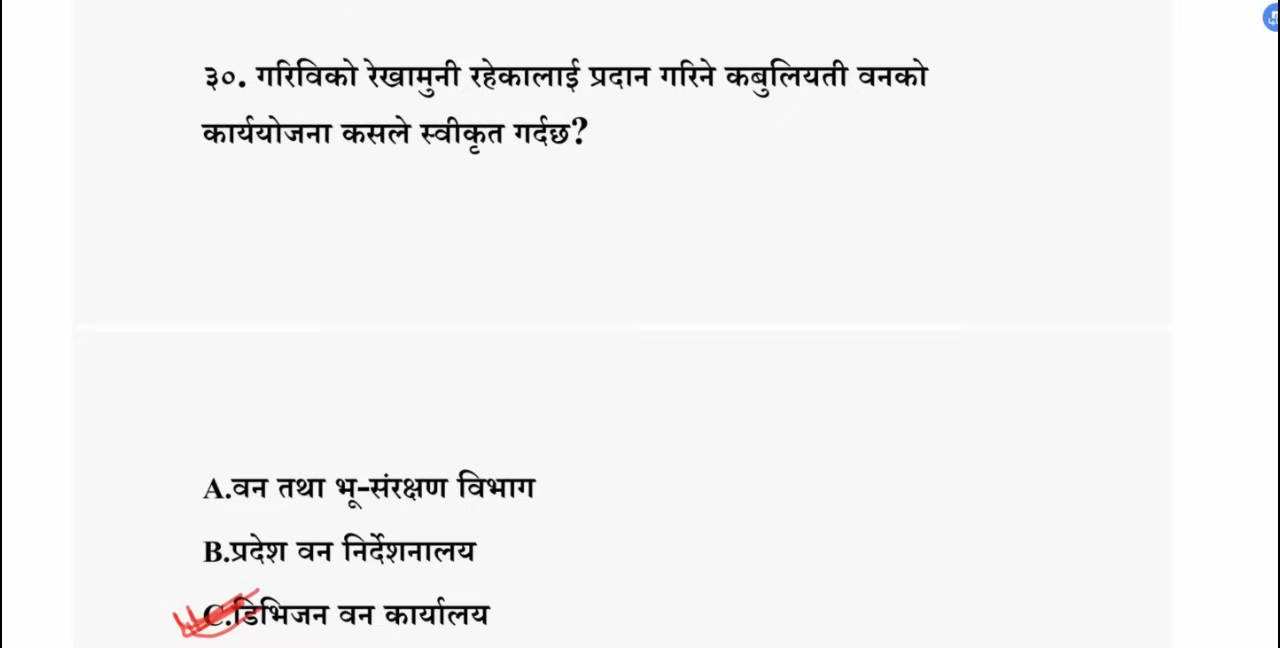 ३०. गरिविको रेखामुनी रहेकालाई प्रदान गरिने कबुलियती वनको
कार्ययोजना कसले स्वीकृत गर्दछ?
A.वन तथा भू-संरक्षण विभाग
B.प्रदेश वन निर्देशनालय
C.डिभिजन वन कार्यालय